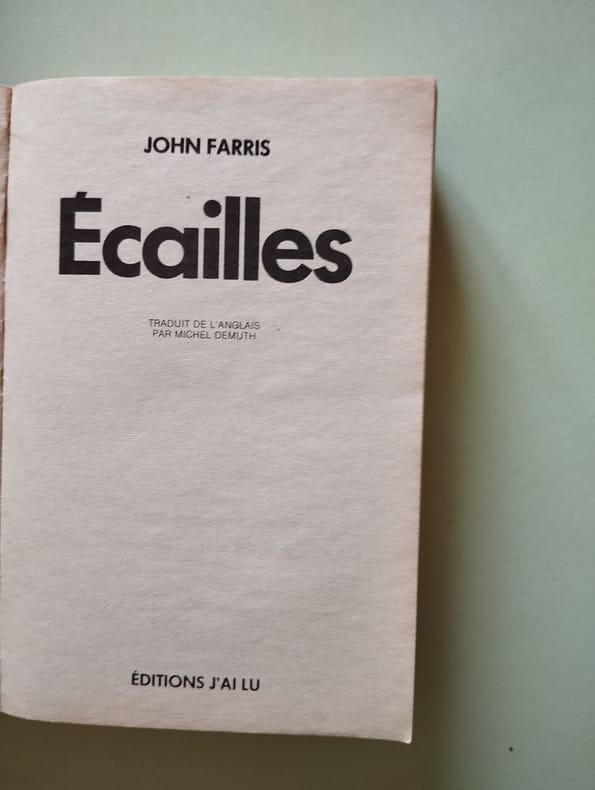 JOHN FARRIS
Écailles
TRADUIT DE L'ANGLAIS
PAR MICHEL DEMUTH
ÉDITIONS J'AI LU